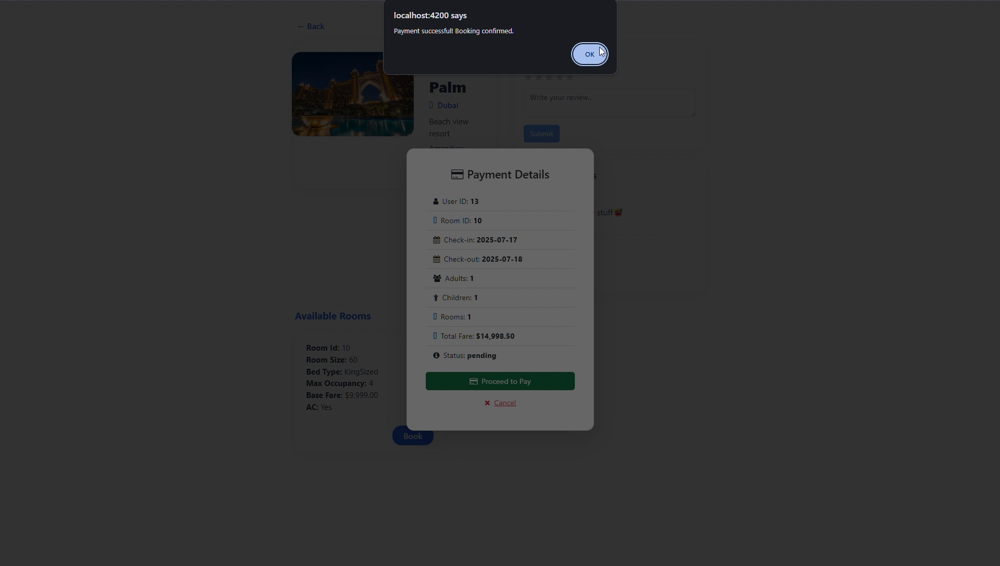 localhost:4200 says
Payment successful! Booking confirmed.
OK
← Back
Palm
Dubai
Beach view
resort
Amenities:
Write your review...
Submit
Payment Details
User ID: 13
Room ID: 10
Check-in: 2025-07-17
Check-out: 2025-07-18
Adults: 1
Children: 1
Rooms: 1
Total Fare: $14,998.50
Status: pending
Proceed to Pay
Cancel
s
stuff😅
Available Rooms
Room Id: 10
Room Size: 60
Bed Type: KingSized
Max Occupancy: 4
Base Fare: $9,999.00
AC: Yes
Book